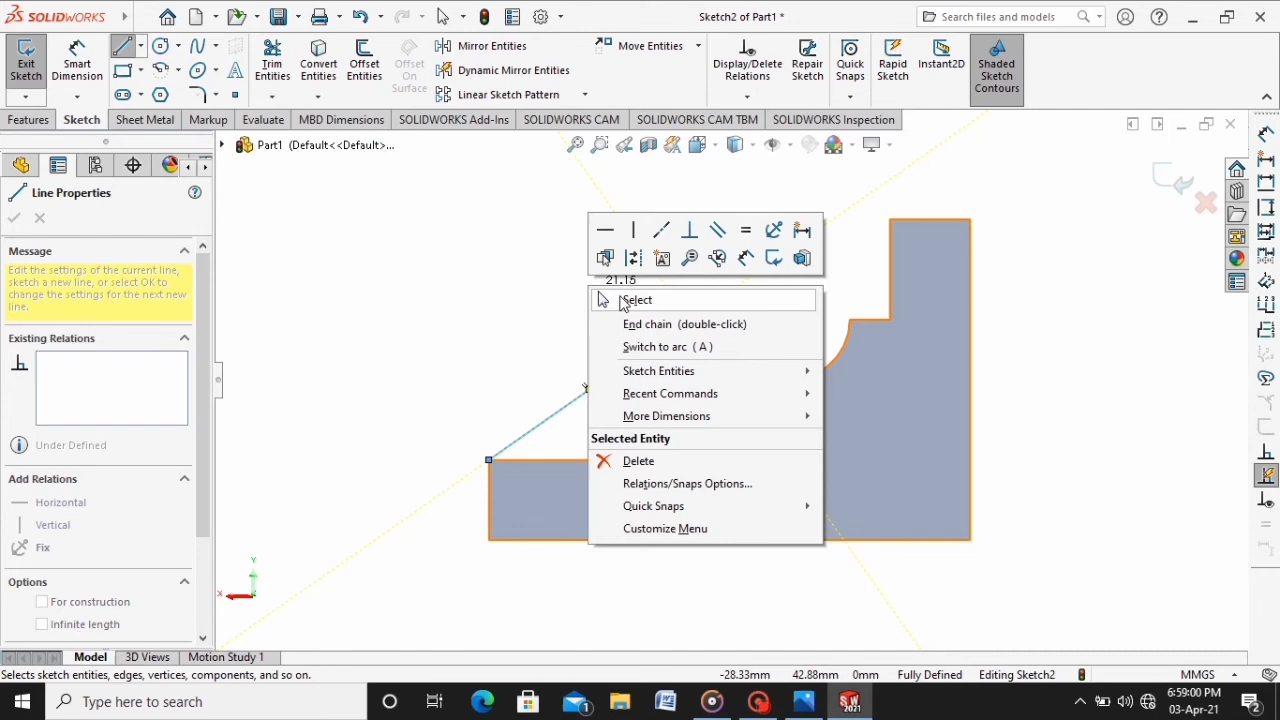 SOLIDWORKS
Sketch2 of Part1 *
Search files and models
Exit Sketch
Smart Dimension
Trim Entities
Convert Entities
Offset Entities
Offset On Surface
Mirror Entities
Dynamic Mirror Entities
Linear Sketch Pattern
Move Entities
Display/Delete Relations
Repair Sketch
Quick Snaps
Rapid Sketch
Instant2D
Shaded Sketch Contours
Features
Sketch
Sheet Metal
Markup
Evaluate
MBD Dimensions
SOLIDWORKS Add-Ins
SOLIDWORKS CAM
SOLIDWORKS CAM TBM
SOLIDWORKS Inspection
Part1 (Default<<Default>...
Line Properties
Message
Edit the settings of the current line,
sketch a new line, or select OK to
change the settings for the next new
line.
Existing Relations
Under Defined
Add Relations
Horizontal
Vertical
Fix
Options
For construction
Infinite length
21.15
Select
End chain (double-click)
Switch to arc ( A )
Sketch Entities
Recent Commands
More Dimensions
Selected Entity
Delete
Relations/Snaps Options...
Quick Snaps
Customize Menu
Y
X
Model
3D Views
Motion Study 1
Selects sketch entities, edges, vertices, components, and so on.
-28.33mm
42.88mm
0mm
Fully Defined
Editing Sketch2
MMGS
Type here to search
1
SW
2021
6:59:00 PM
03-Apr-21
2